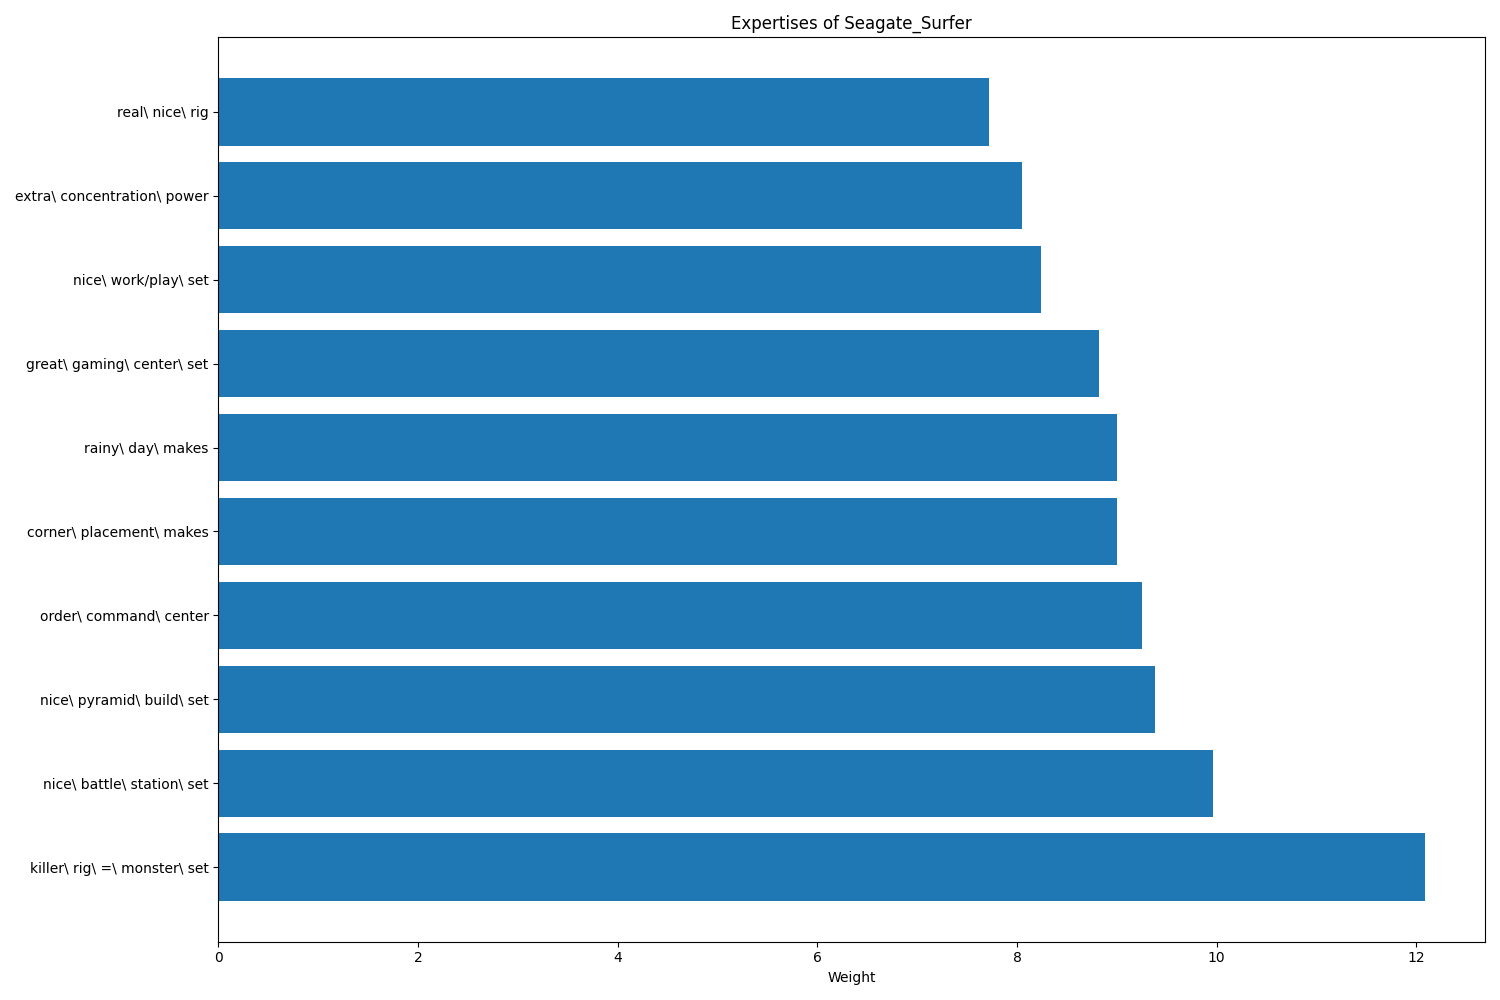 Expertises of Seagate_Surfer
real\ nice\ rig
extra\ concentration\ power
nice\ work/play\ set
great\ gaming\ center\ set
rainy\ day\ makes
corner\ placement\ makes
order\ command\ center
nice\ pyramid\ build\ set
nice\ battle\ station\ set
killer\ rig\ =\ monster\ set
0 2 4 6 8 10 12
Weight